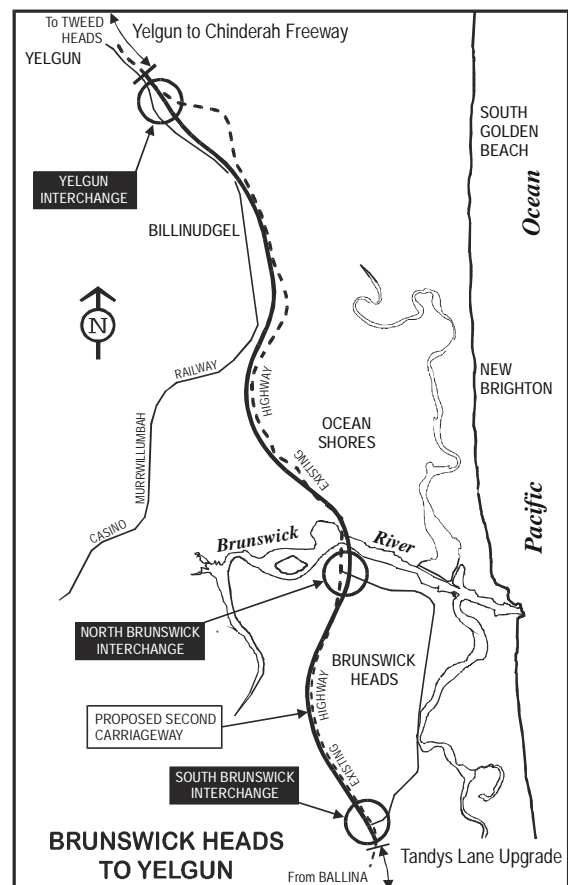 To TWEED
HEADS
Yelgun to Chinderah Freeway
YELGUN
SOUTH
GOLDEN
BEACH
Ocean
YELGUN
INTERCHANGE
BILLINUDGEL
N
RAILWAY
MURRWILLUMBAH
CASINO
HIGHWAY
EXISTING
OCEAN
SHORES
NEW
BRIGHTON
Pacific
Brunswick
River
NORTH BRUNSWICK
INTERCHANGE
BRUNSWICK
HEADS
HIGHWAY
EXISTING
PROPOSED SECOND
CARRIAGEWAY
SOUTH BRUNSWICK
INTERCHANGE
BRUNSWICK HEADS
TO YELGUN
From BALLINA
Tandys Lane Upgrade